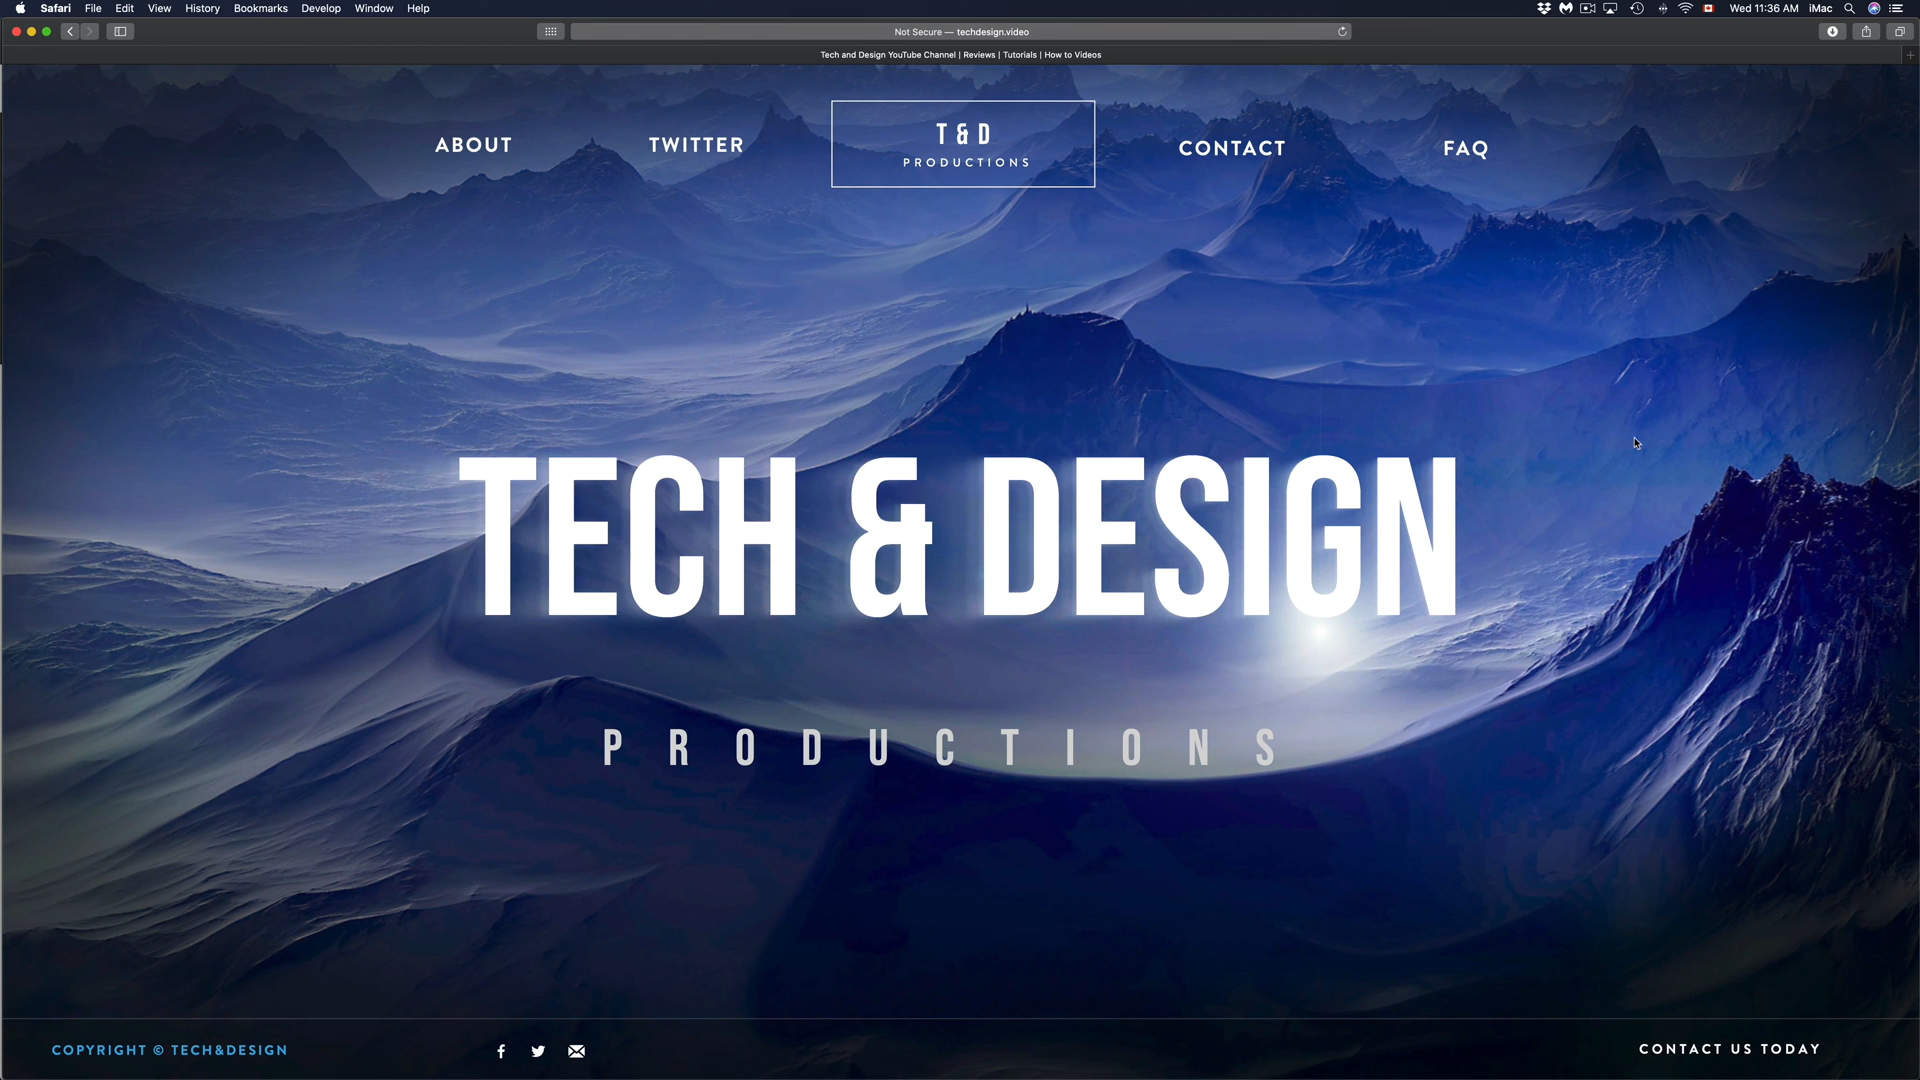 Safari File Edit View History Bookmarks Develop Window Help Wed 11:36 AM iMac
Not Secure — techdesign.video
Tech and Design YouTube Channel | Reviews | Tutorials | How to Videos
ABOUT TWITTER T & D CONTACT FAQ
PRODUCTIONS
TECH & DESIGN
PRODUCTIONS
COPYRIGHT © TECH&DESIGN CONTACT US TODAY